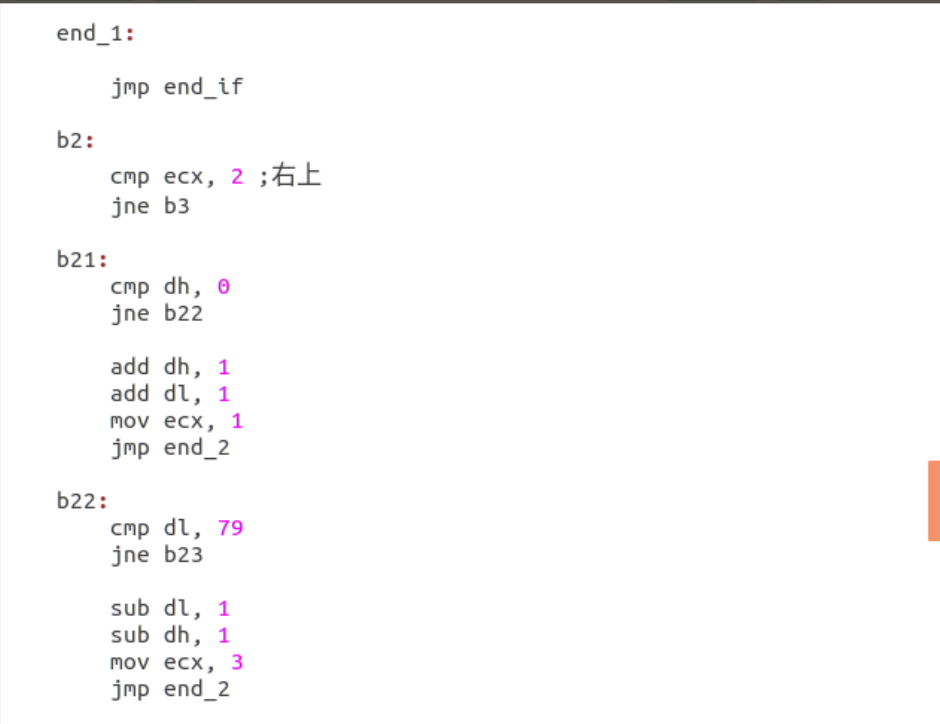 end_1:
jmp end_if
b2:
cmp ecx, 2 ;右上
jne b3
b21:
cmp dh, 0
jne b22
add dh, 1
add dl, 1
mov ecx, 1
jmp end_2
b22:
cmp dl, 79
jne b23
sub dl, 1
sub dh, 1
mov ecx, 3
jmp end_2